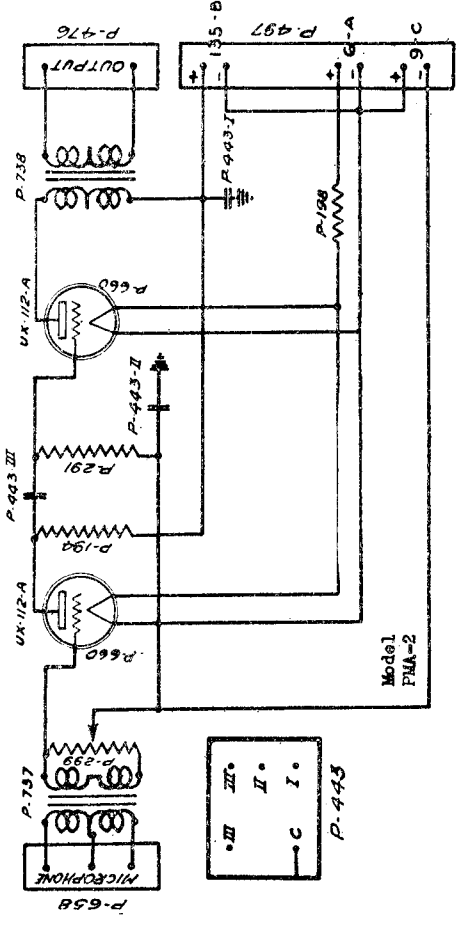 P-658
MICROPHONE
P-737
P-299
UX-112-A
P-660
P-194
P-443-III
P-291
P-443-II
UX-112-A
P-660
P-738
P-443-I
OUTPUT
P-476
P-497
+ 135-B
-
+ 6-A
-
+ 9-C
-
P-198
Model
PMA-2
III III
II
C I
P-443